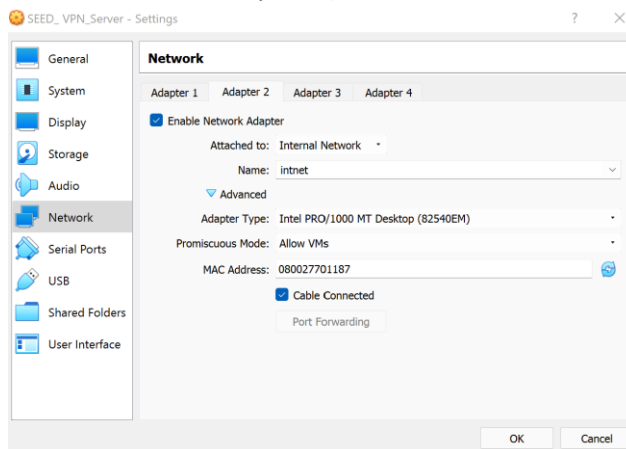 SEED_ VPN_Server - Settings
?
General
System
Display
Storage
Audio
Network
Serial Ports
USB
Shared Folders
User Interface
Network
Adapter 1 Adapter 2 Adapter 3 Adapter 4
Enable Network Adapter
Attached to: Internal Network
Name: intnet
Advanced
Adapter Type: Intel PRO/1000 MT Desktop (82540EM)
Promiscuous Mode: Allow VMs
MAC Address: 080027701187
Cable Connected
Port Forwarding
OK Cancel